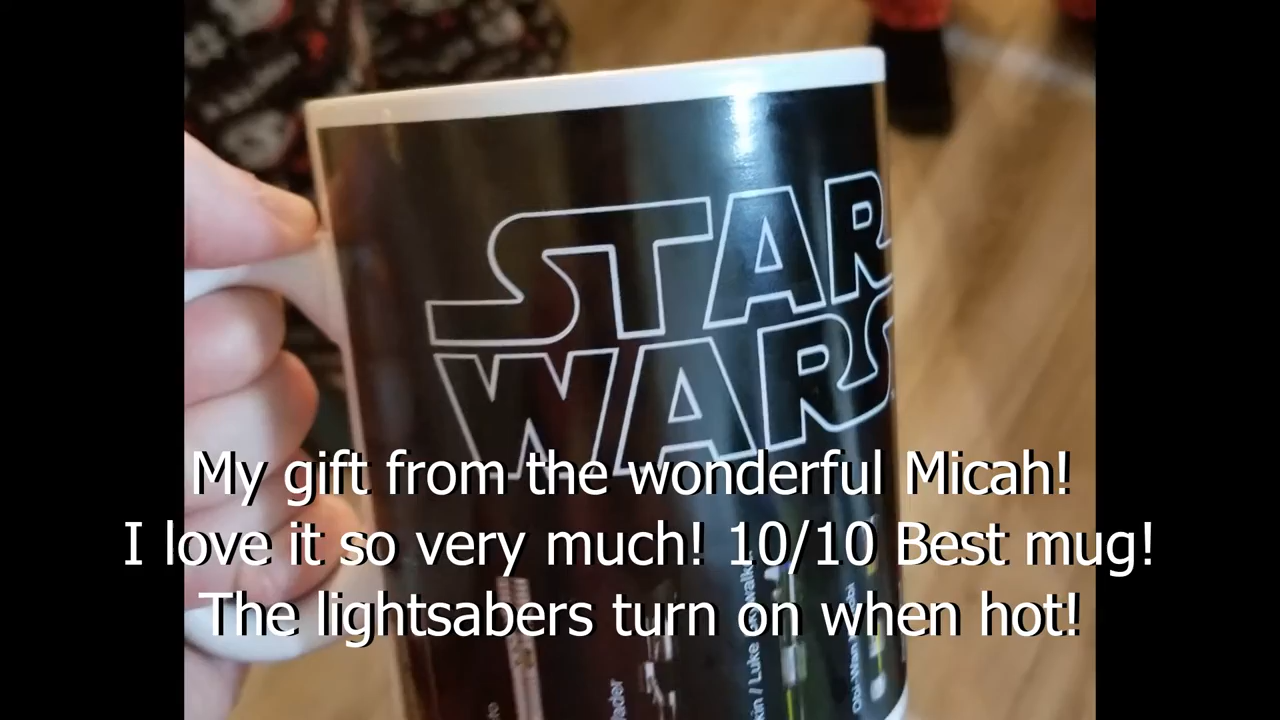 STAR
WARS
My gift from the wonderful Micah!
I love it so very much! 10/10 Best mug!
The lightsabers turn on when hot!